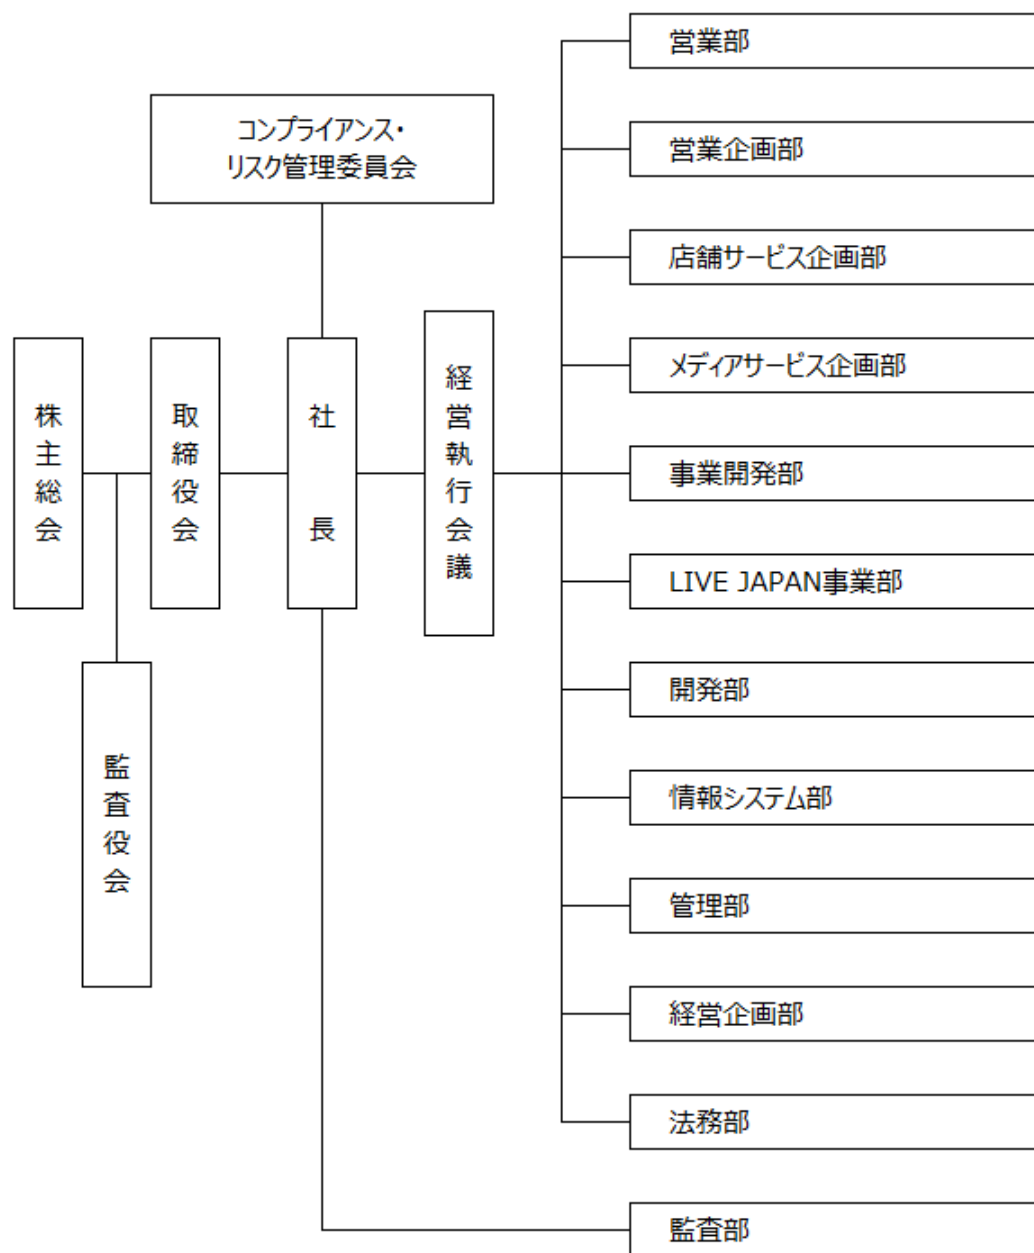 コンプライアンス・
リスク管理委員会
株主総会
取締役会
社長
経営執行会議
監査役会
営業部
営業企画部
店舗サービス企画部
メディアサービス企画部
事業開発部
LIVE JAPAN事業部
開発部
情報システム部
管理部
経営企画部
法務部
監査部